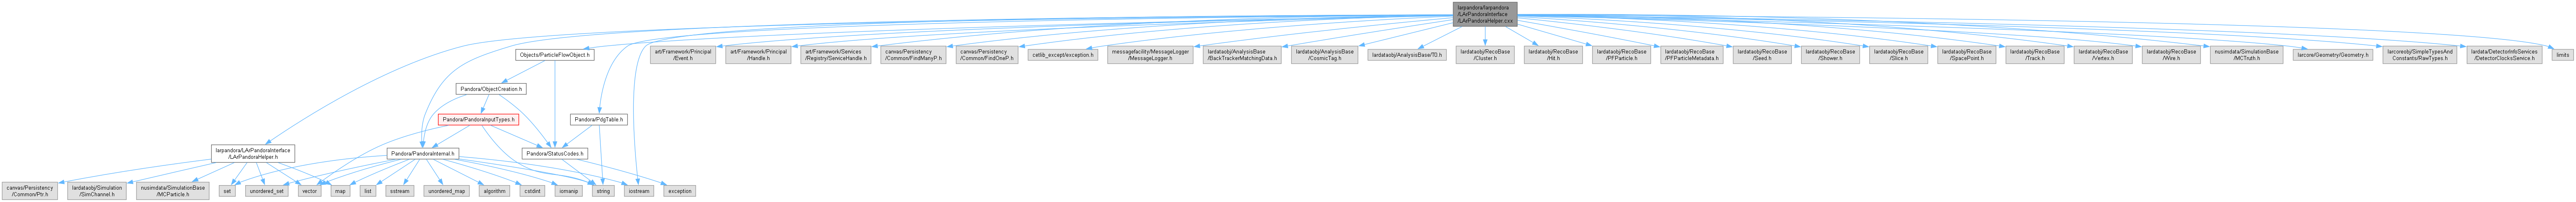 larpandora/larpandora
/LArPandoraInterface
/LArPandoraHelper.cxx
Objects/ParticleFlowObject.h
art/Framework/Principal
/Event.h
art/Framework/Principal
/Handle.h
art/Framework/Services
/Registry/ServiceHandle.h
canvas/Persistency
/Common/FindManyP.h
canvas/Persistency
/Common/FindOneP.h
cetlib_except/exception.h
messagefacility/MessageLogger
/MessageLogger.h
lardataobj/AnalysisBase
/BackTrackerMatchingData.h
lardataobj/AnalysisBase
/CosmicTag.h
lardataobj/AnalysisBase/T0.h
lardataobj/RecoBase
/Cluster.h
lardataobj/RecoBase
/Hit.h
lardataobj/RecoBase
/PFParticle.h
lardataobj/RecoBase
/PFParticleMetadata.h
lardataobj/RecoBase
/Seed.h
lardataobj/RecoBase
/Shower.h
lardataobj/RecoBase
/Slice.h
lardataobj/RecoBase
/SpacePoint.h
lardataobj/RecoBase
/Track.h
lardataobj/RecoBase
/Vertex.h
lardataobj/RecoBase
/Wire.h
nusimdata/SimulationBase
/MCTruth.h
larcore/Geometry/Geometry.h
larcoreobj/SimpleTypesAnd
Constants/RawTypes.h
lardata/DetectorInfoServices
/DetectorClocksService.h
limits
Pandora/ObjectCreation.h
Pandora/PandoraInputTypes.h
Pandora/PdgTable.h
larpandora/LArPandoraInterface
/LArPandoraHelper.h
Pandora/PandoraInternal.h
Pandora/StatusCodes.h
canvas/Persistency
/Common/Ptr.h
lardataobj/Simulation
/SimChannel.h
nusimdata/SimulationBase
/MCParticle.h
set
unordered_set
vector
map
list
sstream
unordered_map
algorithm
cstdint
iomanip
string
iostream
exception